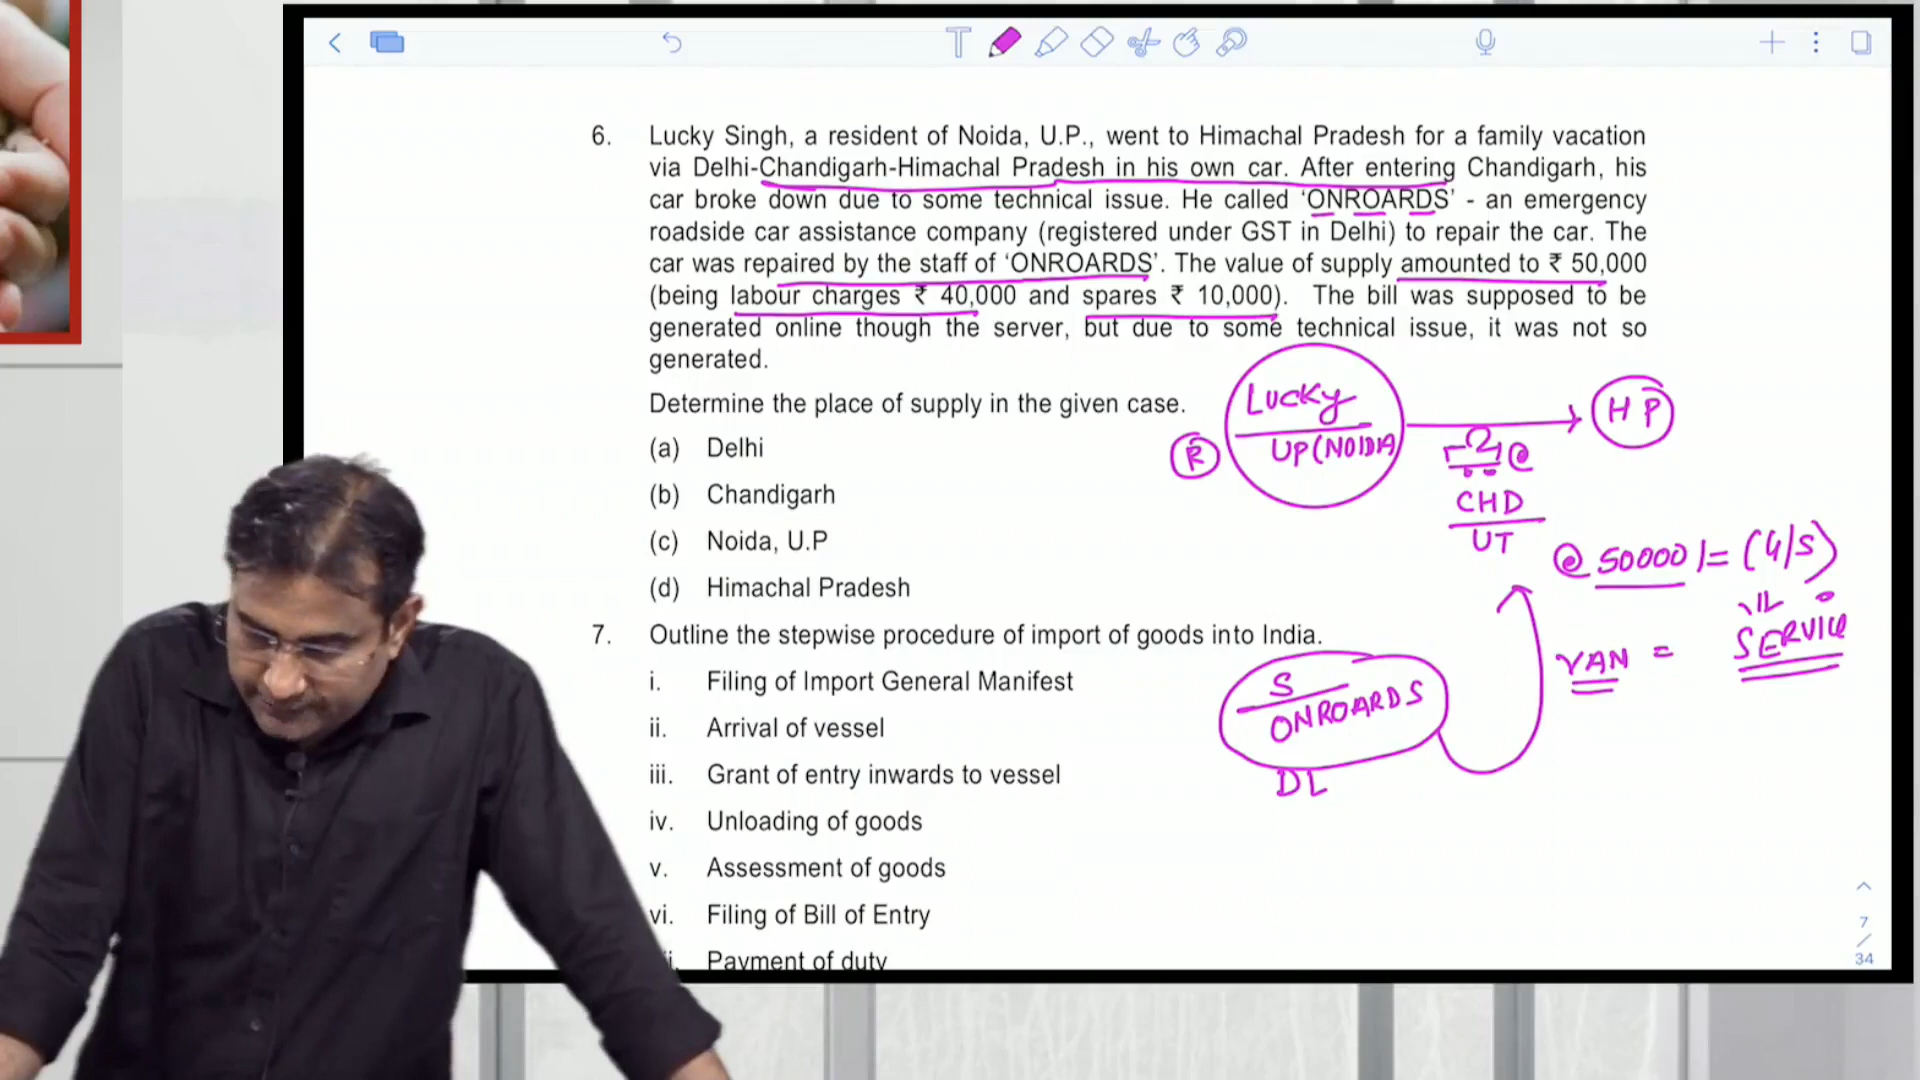 6. Lucky Singh, a resident of Noida, U.P., went to Himachal Pradesh for a family vacation
via Delhi-Chandigarh-Himachal Pradesh in his own car. After entering Chandigarh, his
car broke down due to some technical issue. He called ‘ONROARDS’ - an emergency
roadside car assistance company (registered under GST in Delhi) to repair the car. The
car was repaired by the staff of ‘ONROARDS’. The value of supply amounted to ₹ 50,000
(being labour charges ₹ 40,000 and spares ₹ 10,000). The bill was supposed to be
generated online though the server, but due to some technical issue, it was not so
generated.
Determine the place of supply in the given case.
(a) Delhi
(b) Chandigarh
(c) Noida, U.P
(d) Himachal Pradesh
LUCKY
UP(NOIDA)
R
HP
CHD
UT
@ 50000/= (G/S)
SERVICE
=
S
ONROARDS
DL
7. Outline the stepwise procedure of import of goods into India.
i. Filing of Import General Manifest
ii. Arrival of vessel
iii. Grant of entry inwards to vessel
iv. Unloading of goods
v. Assessment of goods
vi. Filing of Bill of Entry
Payment of duty
7
/
34